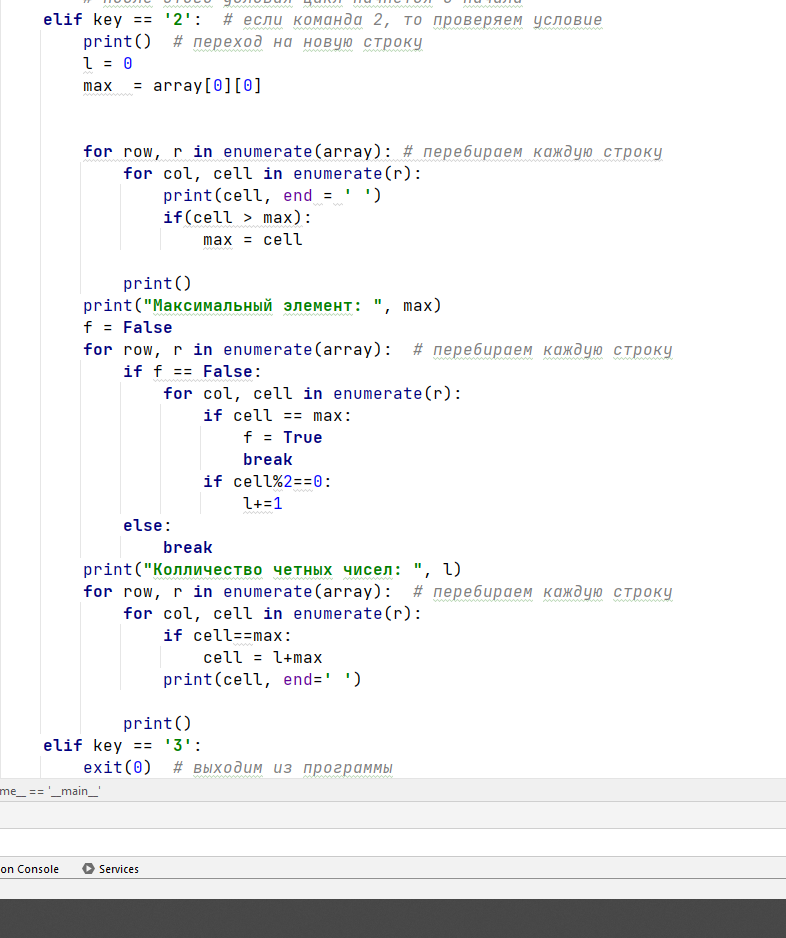 # после этого условия цикл начнется с начала
elif key == '2':  # если команда 2, то проверяем условие
    print()  # переход на новую строку
    l = 0
    max  = array[0][0]
    for row, r in enumerate(array): # перебираем каждую строку
        for col, cell in enumerate(r):
            print(cell, end = ' ')
            if(cell > max):
                max = cell
        print()
    print("Максимальный элемент: ", max)
    f = False
    for row, r in enumerate(array):  # перебираем каждую строку
        if f == False:
            for col, cell in enumerate(r):
                if cell == max:
                    f = True
                    break
                if cell%2==0:
                    l+=1
        else:
            break
    print("Колличество четных чисел: ", l)
    for row, r in enumerate(array):  # перебираем каждую строку
        for col, cell in enumerate(r):
            if cell==max:
                cell = l+max
            print(cell, end=' ')
        print()
elif key == '3':
    exit(0)  # выходим из программы
me__ == '__main__'
on Console Services